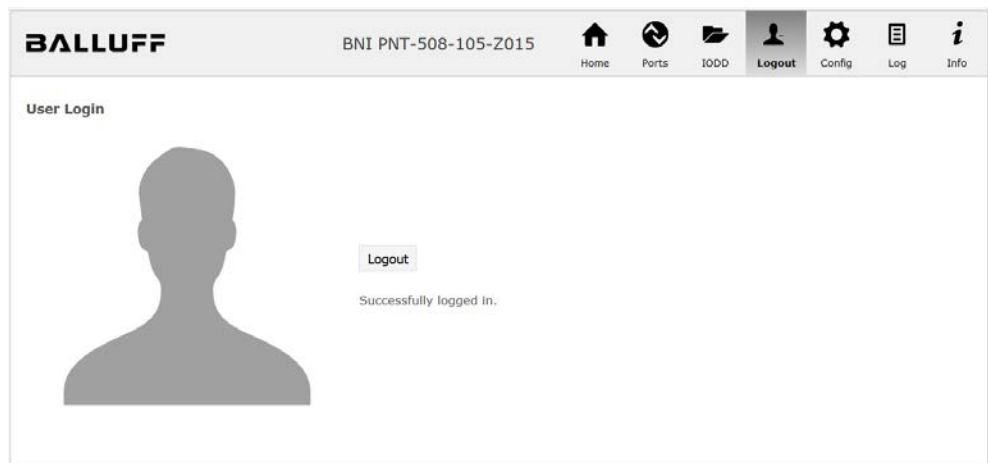 BALLUFF
BNI PNT-508-105-Z015
Home Ports IODD Logout Config Log Info
User Login
Logout
Successfully logged in.